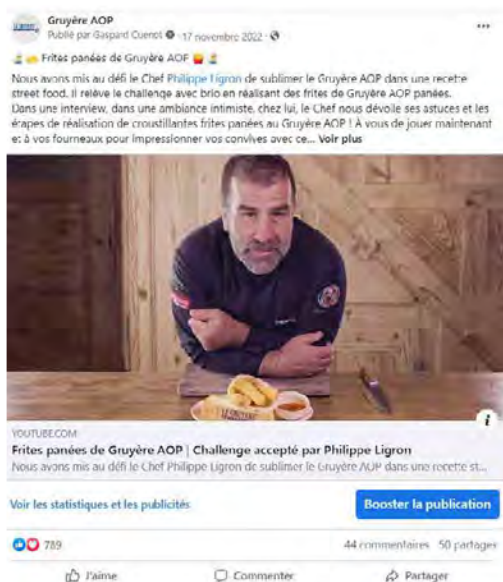 Gruyère AOP
Publié par Gaspard Cuenot · 17 novembre 2022 ·
Frites panées de Gruyère AOP
Nous avons mis au défi le Chef Philippe Ligron de sublimer le Gruyère AOP dans une recette
street food. Il relève le challenge avec brio en réalisant des frites de Gruyère AOP panées.
Dans une interview, dans une ambiance intimiste, chez lui, le Chef nous dévoile ses astuces et les
étapes de réalisation de croustillantes frites panées au Gruyère AOP ! À vous de jouer maintenant
et à vos fourneaux pour impressionner vos convives avec ce... Voir plus
YOUTUBE.COM
Frites panées de Gruyère AOP | Challenge accepté par Philippe Ligron
Nous avons mis au défi le Chef Philippe Ligron de sublimer le Gruyère AOP dans une recette st...
Voir les statistiques et les publicités
Booster la publication
789
44 commentaires 50 partages
J'aime
Commenter
Partager